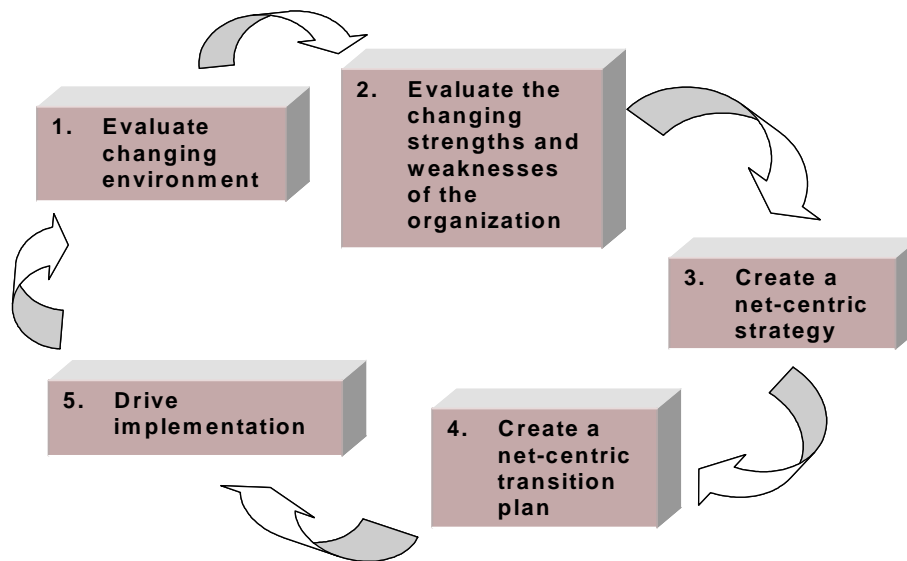 1. Evaluate
changing
environment
2. Evaluate the
changing
strengths and
weaknesses
of the
organization
3. Create a
net-centric
strategy
4. Create a
net-centric
transition
plan
5. Drive
implementation